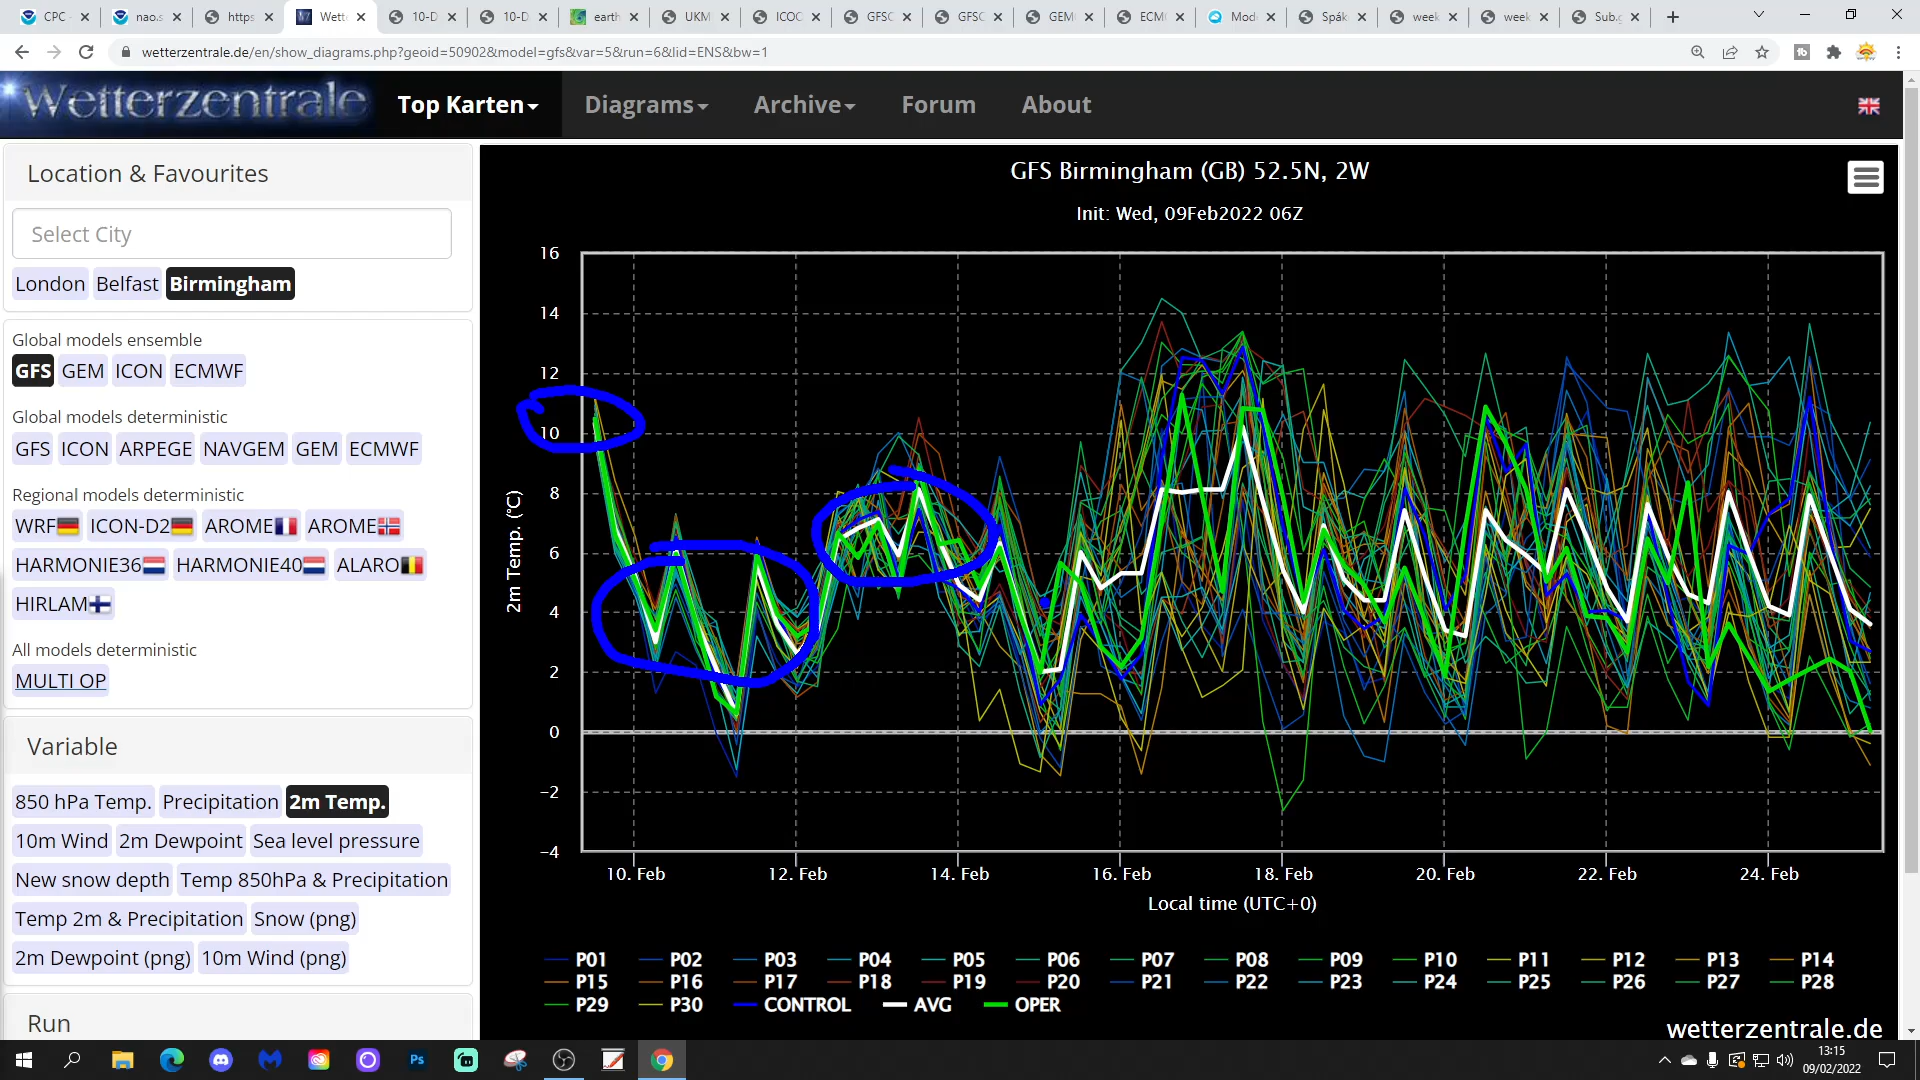 CPC - nao.s https Wette 10-D 10-D earth UKM ICOC GFSC GFSC GEM ECM Mod Spák week week Sub.g
wetterzentrale.de/en/show_diagrams.php?geoid=50902&model=gfs&var=5&run=6&lid=ENS&bw=1
Wetterzentrale Top Karten Diagrams Archive Forum About
Location & Favourites
Select City
London Belfast Birmingham
Global models ensemble
GFS GEM ICON ECMWF
Global models deterministic
GFS ICON ARPEGE NAVGEM GEM ECMWF
Regional models deterministic
WRF ICON-D2 AROME AROME
HARMONIE36 HARMONIE40 ALARO
HIRLAM
All models deterministic
MULTI OP
Variable
850 hPa Temp. Precipitation 2m Temp.
10m Wind 2m Dewpoint Sea level pressure
New snow depth Temp 850hPa & Precipitation
Temp 2m & Precipitation Snow (png)
2m Dewpoint (png) 10m Wind (png)
Run
GFS Birmingham (GB) 52.5N, 2W
Init: Wed, 09Feb2022 06Z
16
14
12
10
8
6
4
2
0
−2
−4
2m Temp. (°C)
10. Feb 12. Feb 14. Feb 16. Feb 18. Feb 20. Feb 22. Feb 24. Feb
Local time (UTC+0)
P01 P02 P03 P04 P05 P06 P07 P08 P09 P10 P11 P12 P13 P14
P15 P16 P17 P18 P19 P20 P21 P22 P23 P24 P25 P26 P27 P28
P29 P30 CONTROL AVG OPER
wetterzentrale.de
Ps
13:15
09/02/2022